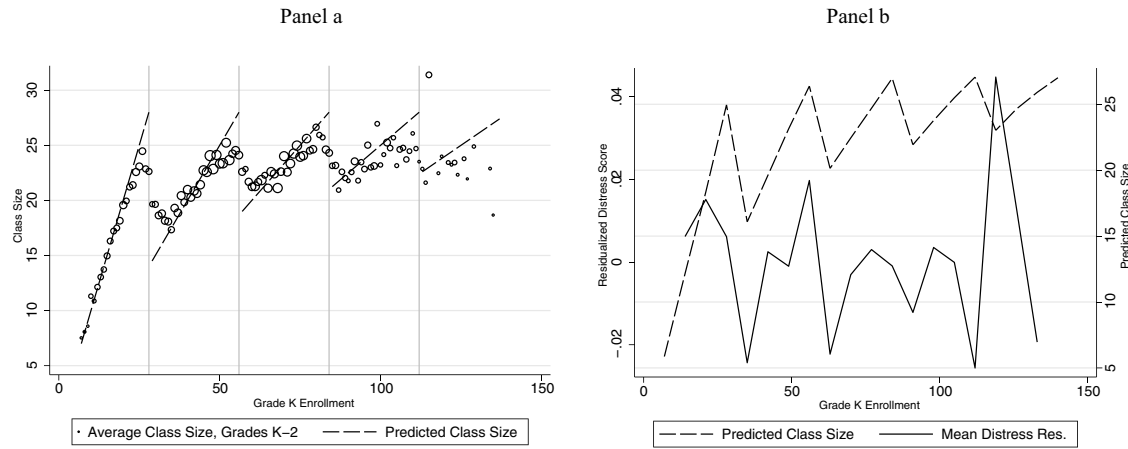 Panel a
Panel b
30
25
20
15
10
5
Class Size
0
50
100
150
Grade K Enrollment
Average Class Size, Grades K−2
Predicted Class Size
.04
.02
0
−.02
Residualized Distress Score
25
20
15
10
5
Predicted Class Size
0
50
100
150
Grade K Enrollment
Predicted Class Size
Mean Distress Res.